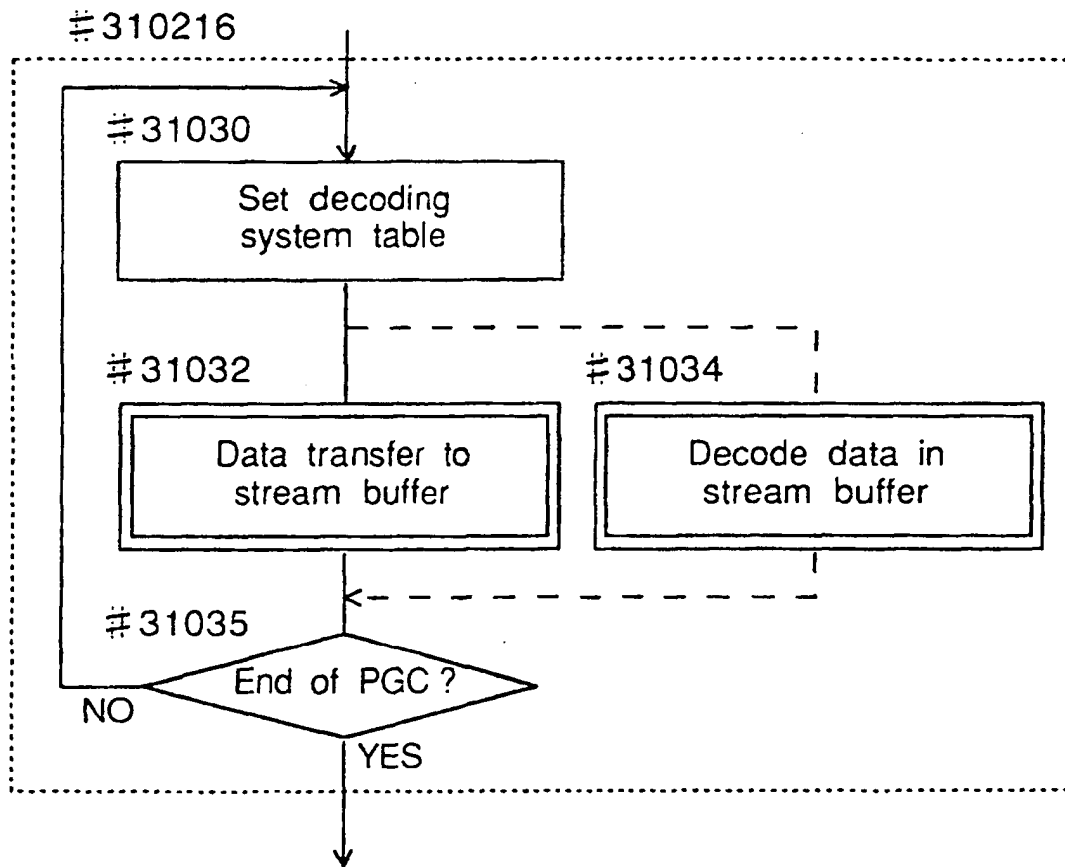 #310216
#31030
Set decoding
system table
#31032
#31034
Data transfer to
stream buffer
Decode data in
stream buffer
#31035
End of PGC ?
NO
YES